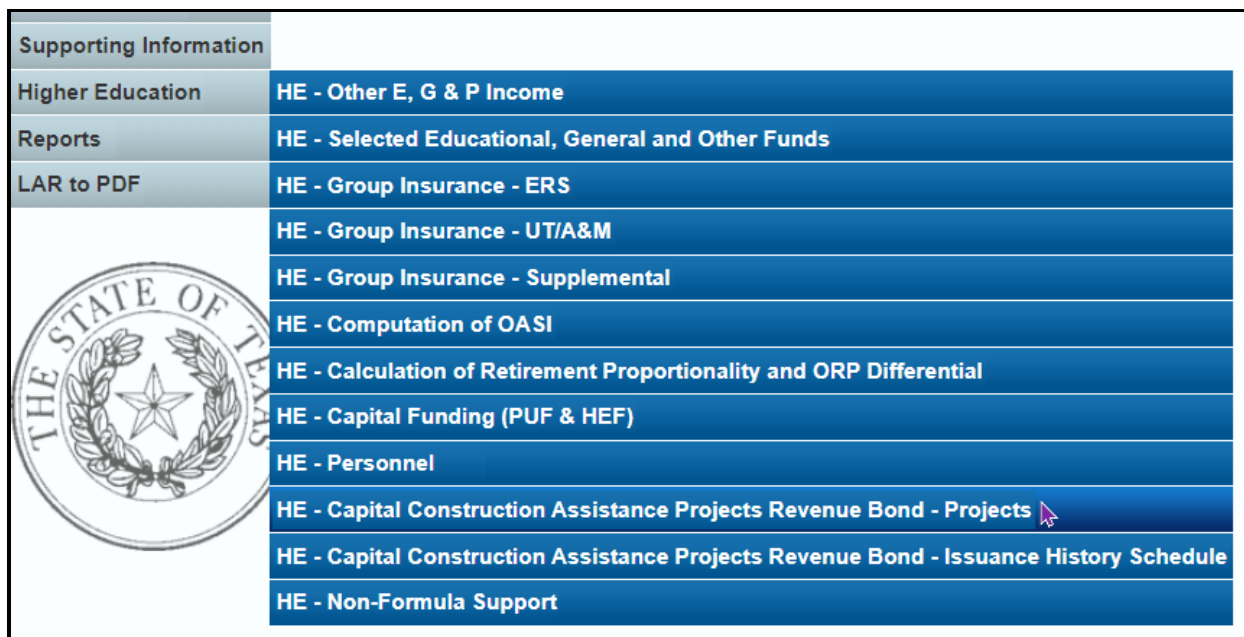 Supporting Information
Higher Education
Reports
LAR to PDF
HE - Other E, G & P Income
HE - Selected Educational, General and Other Funds
HE - Group Insurance - ERS
HE - Group Insurance - UT/A&M
HE - Group Insurance - Supplemental
HE - Computation of OASI
HE - Calculation of Retirement Proportionality and ORP Differential
HE - Capital Funding (PUF & HEF)
HE - Personnel
HE - Capital Construction Assistance Projects Revenue Bond - Projects
HE - Capital Construction Assistance Projects Revenue Bond - Issuance History Schedule
HE - Non-Formula Support
THE STATE OF TEXAS